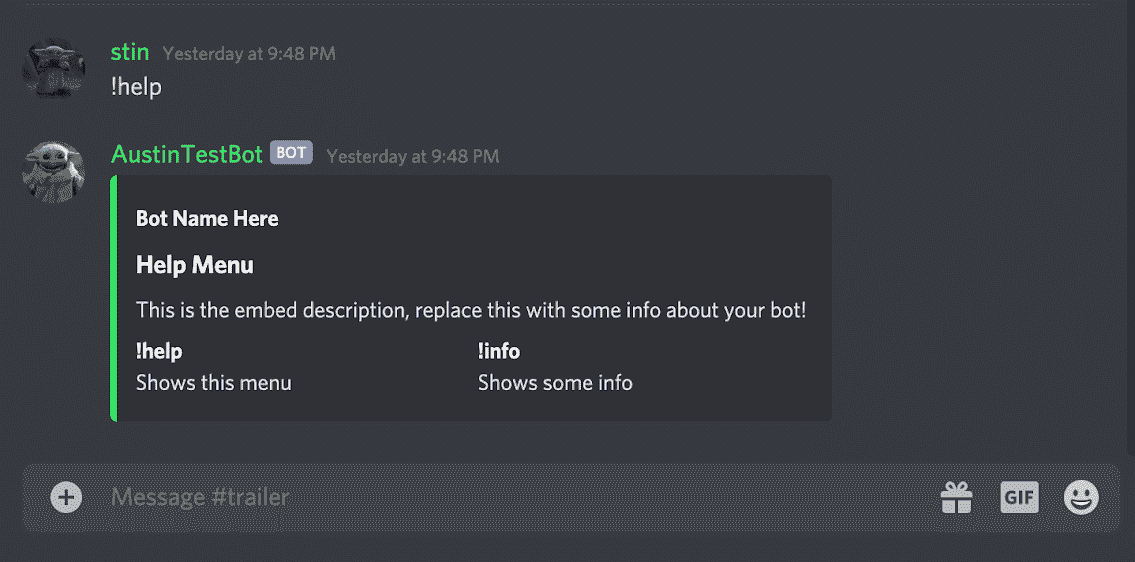 stin Yesterday at 9:48 PM
!help
AustinTestBot BOT Yesterday at 9:48 PM
Bot Name Here
Help Menu
This is the embed description, replace this with some info about your bot!
!help !info
Shows this menu Shows some info
Message #trailer GIF